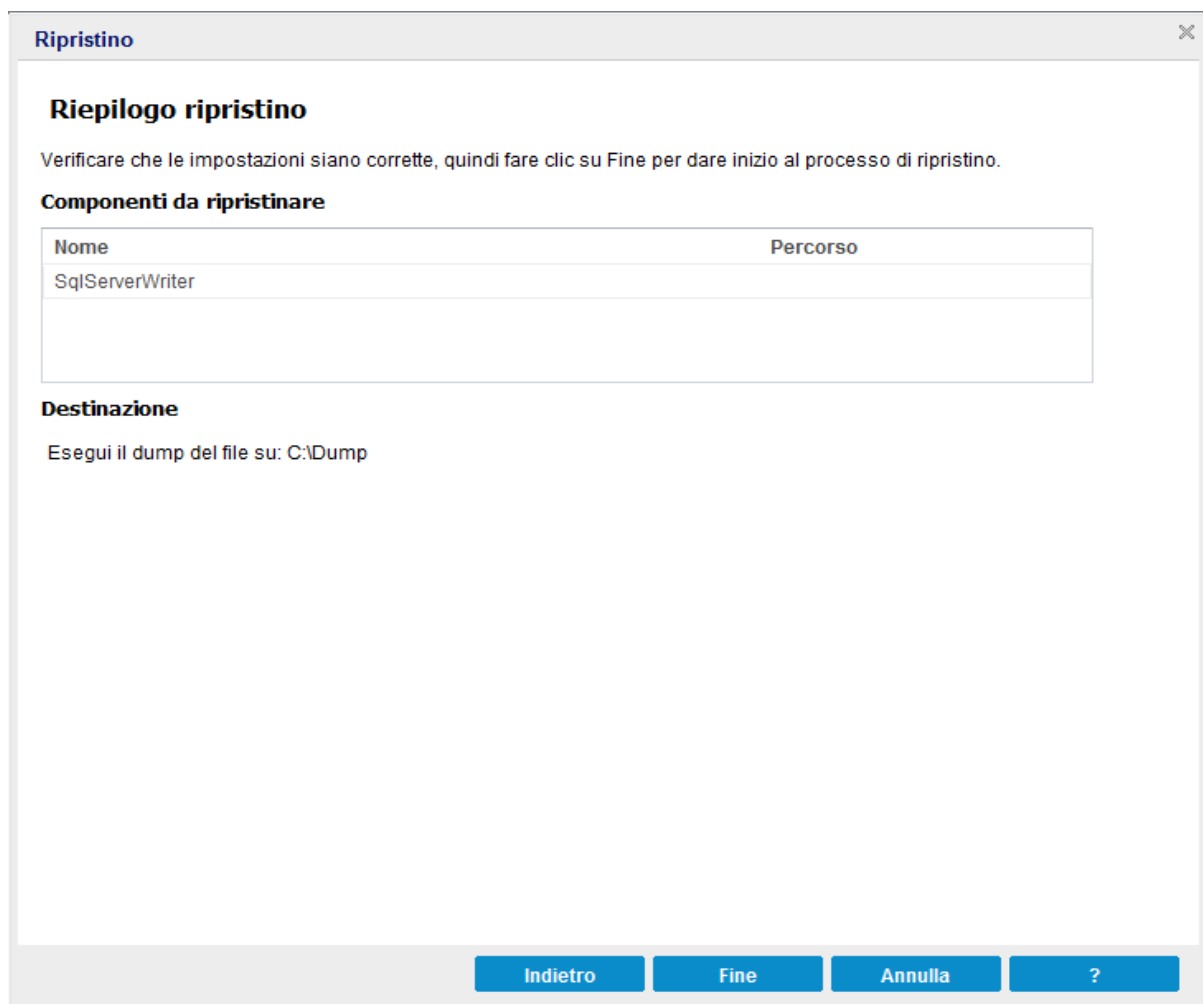 Ripristino
Riepilogo ripristino
Verificare che le impostazioni siano corrette, quindi fare clic su Fine per dare inizio al processo di ripristino.
Componenti da ripristinare
Nome Percorso
SqlServerWriter
Destinazione
Esegui il dump del file su: C:\Dump
Indietro Fine Annulla ?